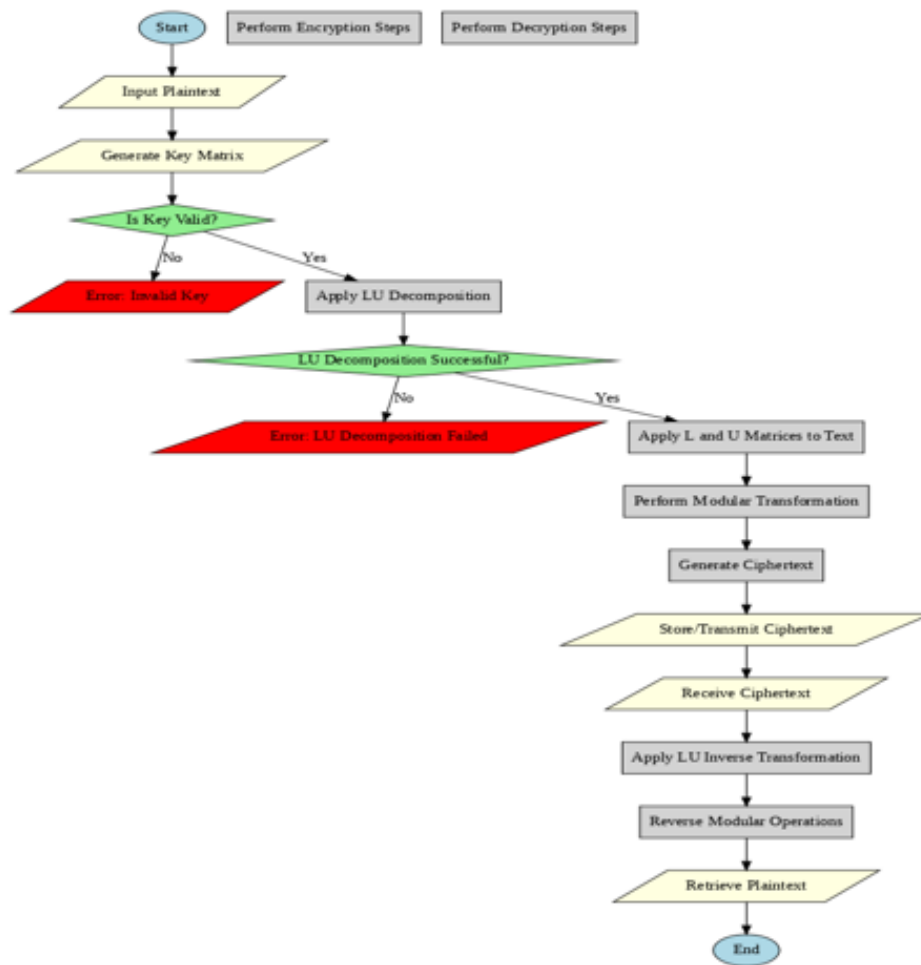 Start
Perform Encryption Steps
Perform Decryption Steps
Input Plaintext
Generate Key Matrix
Is Key Valid?
No
Yes
Error: Invalid Key
Apply LU Decomposition
LU Decomposition Successful?
No
Yes
Error: LU Decomposition Failed
Apply L and U Matrices to Text
Perform Modular Transformation
Generate Ciphertext
Store/Transmit Ciphertext
Receive Ciphertext
Apply LU Inverse Transformation
Reverse Modular Operations
Retrieve Plaintext
End